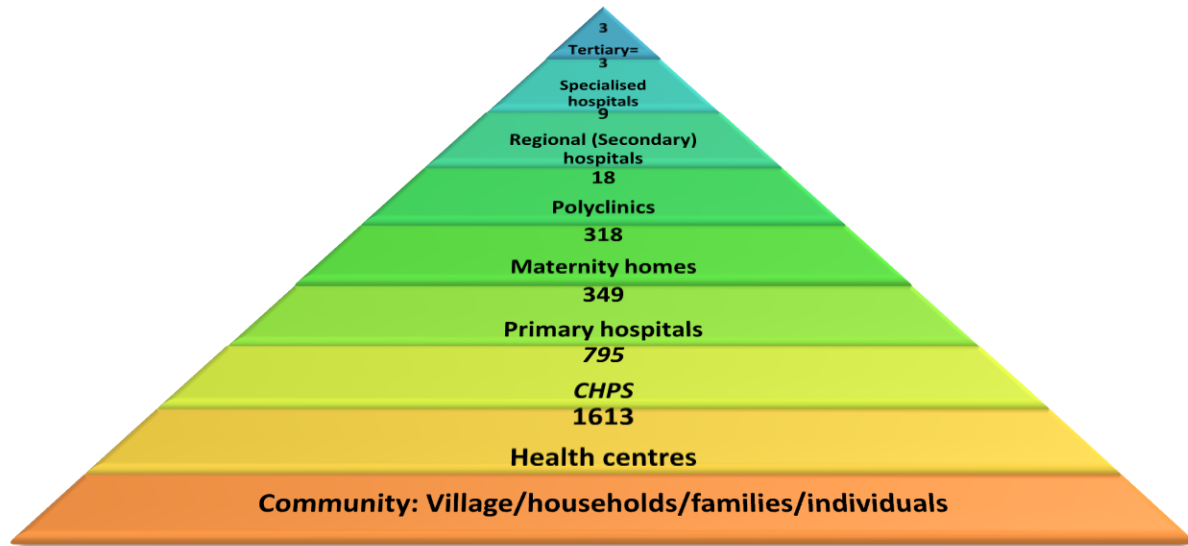 3
Tertiary=
3
Specialised
hospitals
9
Regional (Secondary)
hospitals
18
Polyclinics
318
Maternity homes
349
Primary hospitals
795
CHPS
1613
Health centres
Community: Village/households/families/individuals